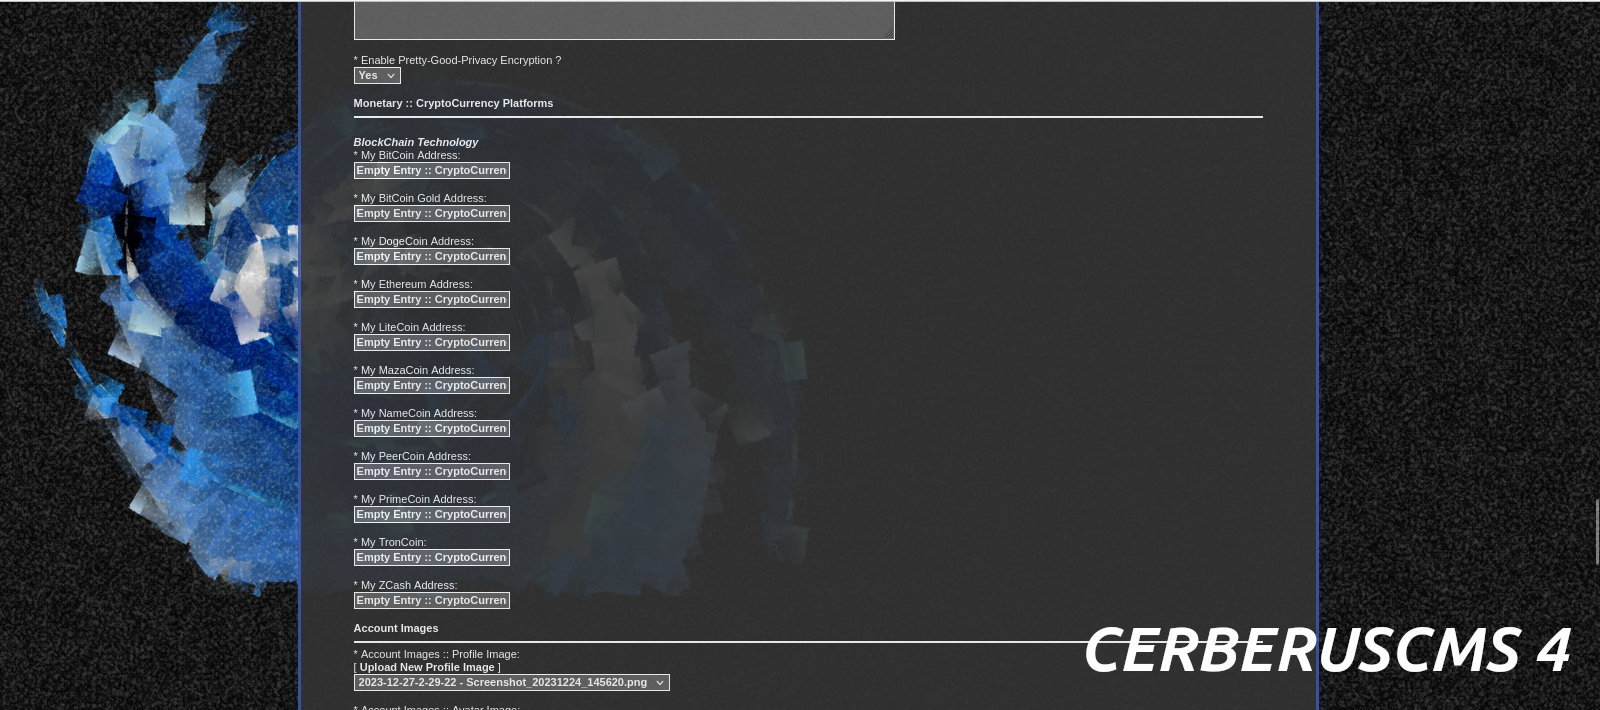 * Enable Pretty-Good-Privacy Encryption ?
Yes
Monetary :: CryptoCurrency Platforms
BlockChain Technology
* My BitCoin Address:
Empty Entry :: CryptoCurren
* My BitCoin Gold Address:
Empty Entry :: CryptoCurren
* My DogeCoin Address:
Empty Entry :: CryptoCurren
* My Ethereum Address:
Empty Entry :: CryptoCurren
* My LiteCoin Address:
Empty Entry :: CryptoCurren
* My MazaCoin Address:
Empty Entry :: CryptoCurren
* My NameCoin Address:
Empty Entry :: CryptoCurren
* My PeerCoin Address:
Empty Entry :: CryptoCurren
* My PrimeCoin Address:
Empty Entry :: CryptoCurren
* My TronCoin:
Empty Entry :: CryptoCurren
* My ZCash Address:
Empty Entry :: CryptoCurren
Account Images
* Account Images :: Profile Image:
[ Upload New Profile Image ]
2023-12-27-2-29-22 - Screenshot_20231224_145620.png
* Account Images :: Avatar Image:
CERBERUSCMS 4